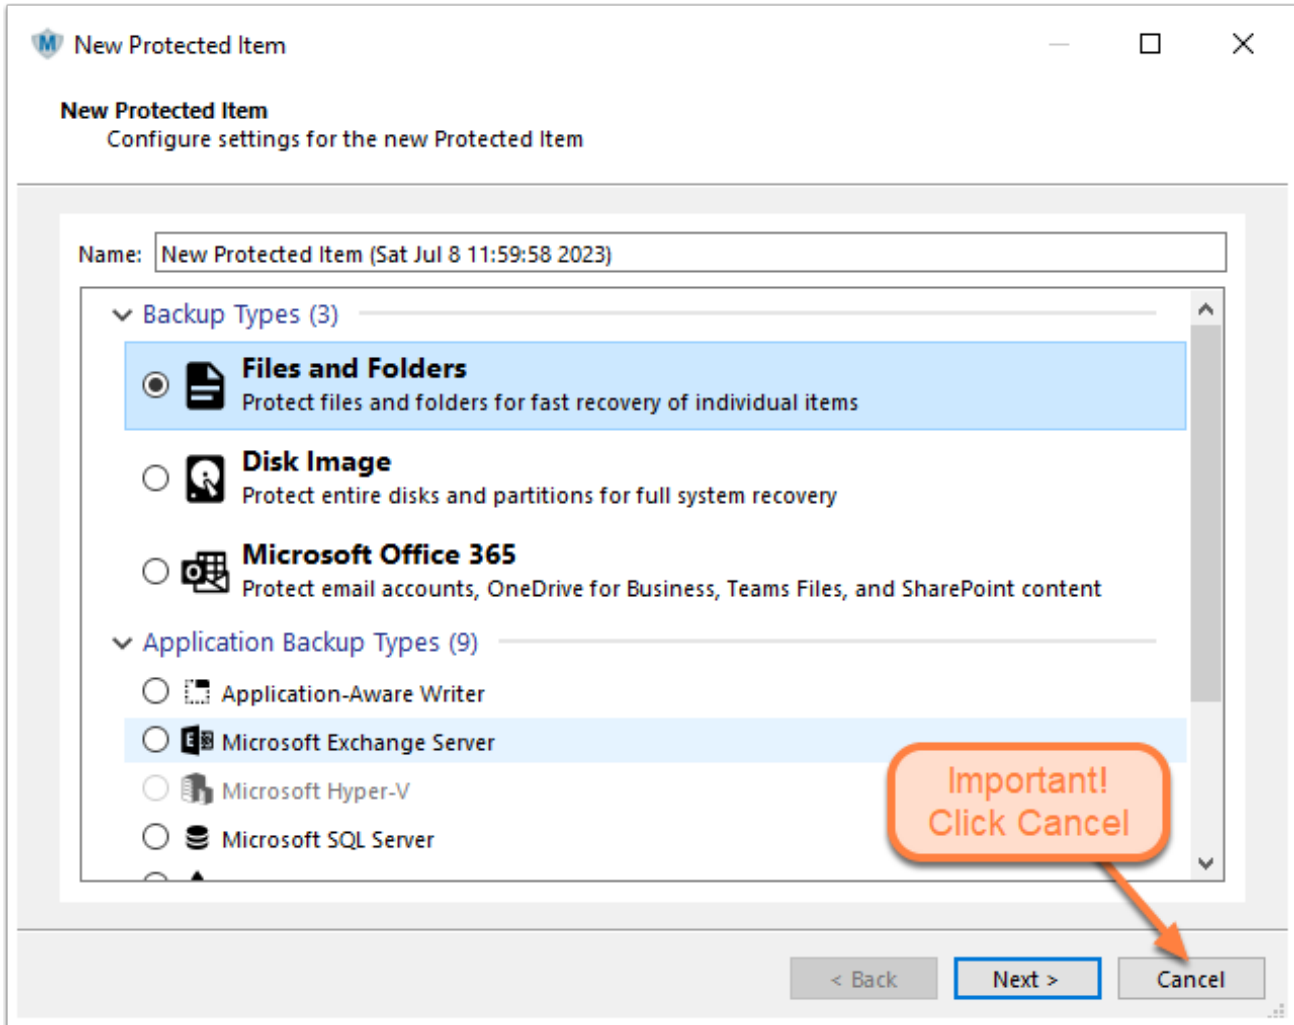 New Protected Item
New Protected Item
Configure settings for the new Protected Item
Name: New Protected Item (Sat Jul 8 11:59:58 2023)
Backup Types (3)
Files and Folders
Protect files and folders for fast recovery of individual items
Disk Image
Protect entire disks and partitions for full system recovery
Microsoft Office 365
Protect email accounts, OneDrive for Business, Teams Files, and SharePoint content
Application Backup Types (9)
Application-Aware Writer
Microsoft Exchange Server
Microsoft Hyper-V
Microsoft SQL Server
Important!
Click Cancel
< Back Next > Cancel